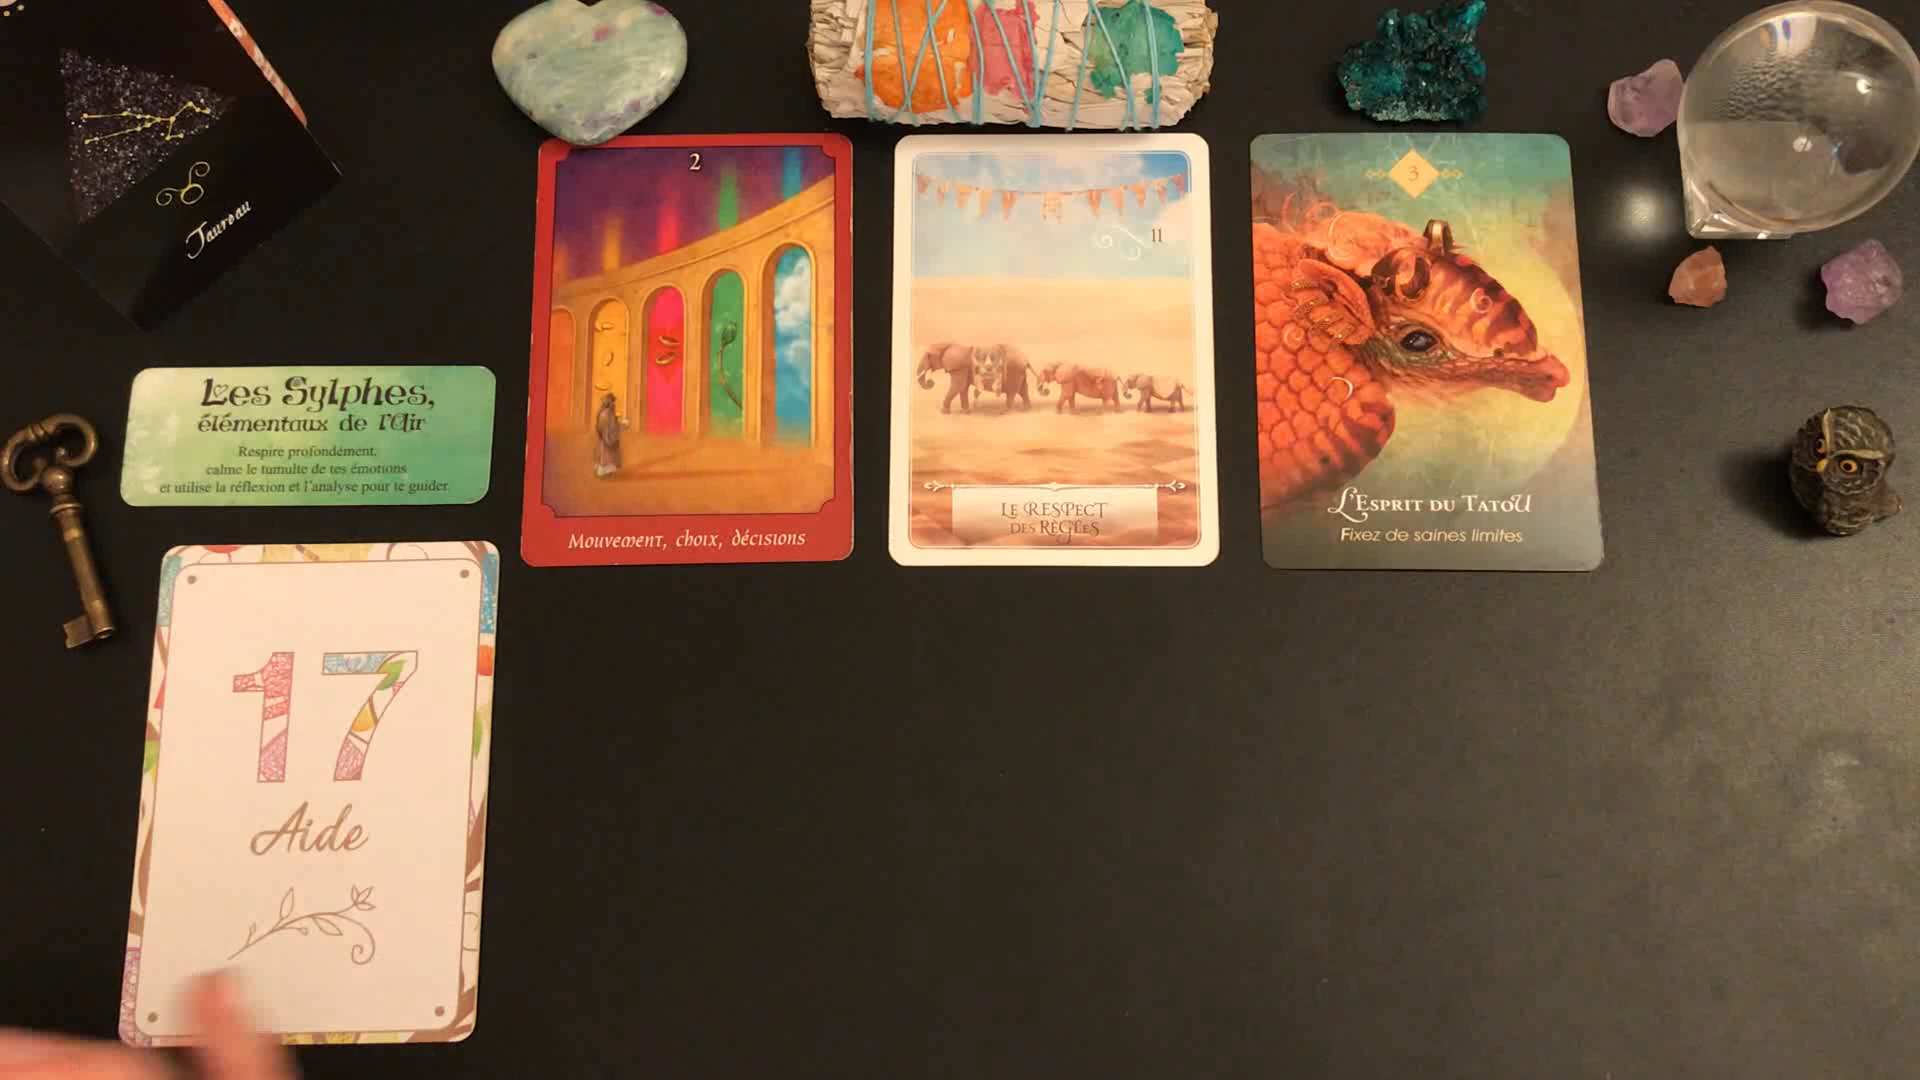 Taureau
Les Sylphes,
élémentaux de l'Air
Respire profondément,
calme le tumulte de tes émotions
et utilise la réflexion et l'analyse pour te guider.
17
Aide
2
Mouvement, choix, décisions
11
LE RESPECT
DES RÈGLES
3
L'ESPRIT DU TATOU
Fixez de saines limites